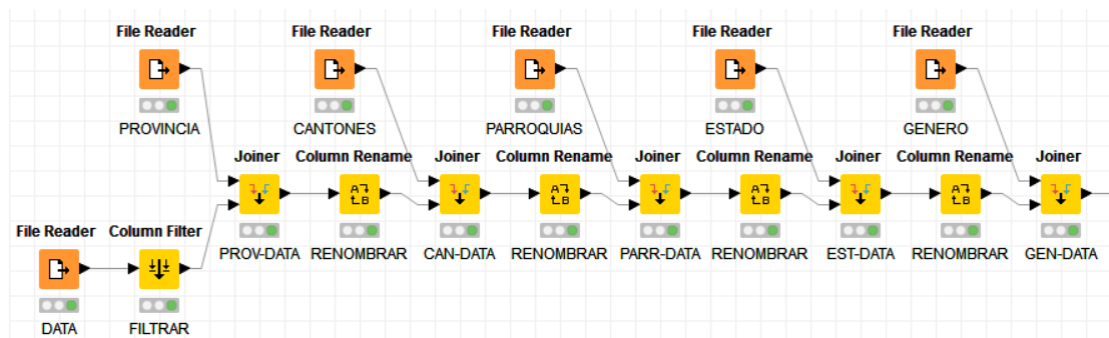 File Reader File Reader File Reader File Reader File Reader
PROVINCIA CANTONES PARROQUIAS ESTADO GENERO
Joiner Column Rename Joiner Column Rename Joiner Column Rename Joiner Column Rename Joiner
A B A B A B A B
File Reader Column Filter
PROV-DATA RENOMBRAR CAN-DATA RENOMBRAR PARR-DATA RENOMBRAR EST-DATA RENOMBRAR GEN-DATA
DATA FILTRAR